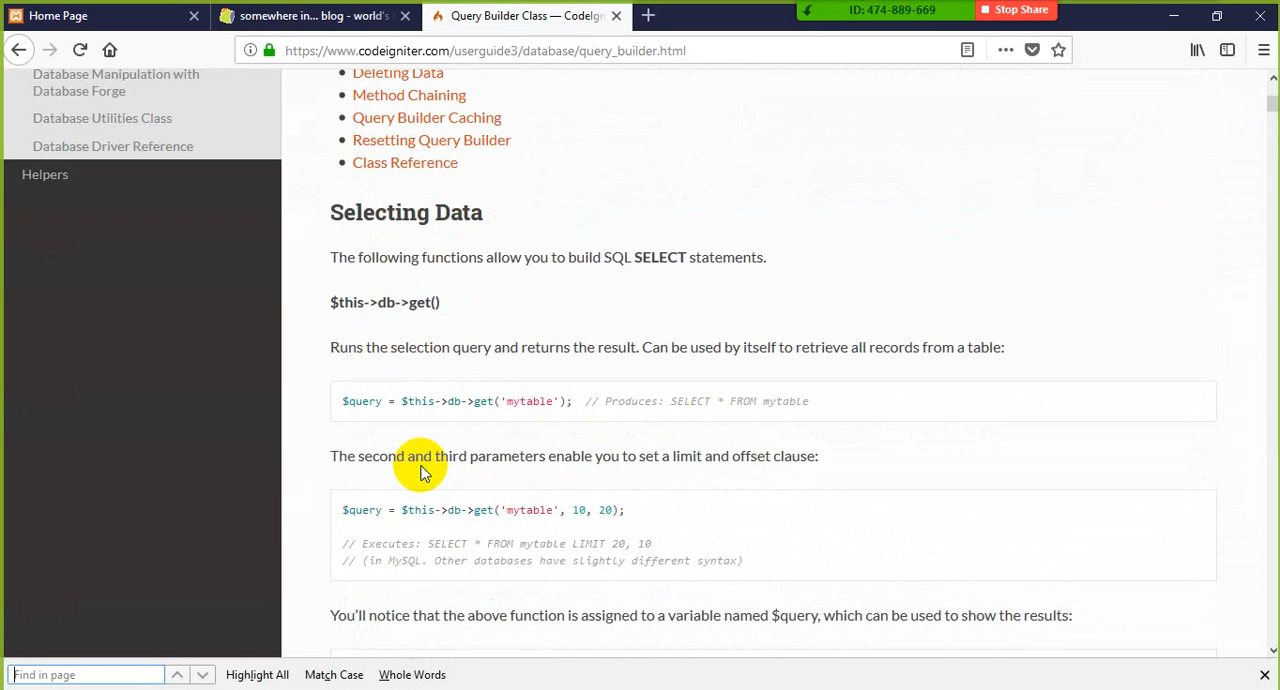 Home Page
somewhere in... blog - world's
Query Builder Class — CodeIgn
ID: 474-889-669
Stop Share
https://www.codeigniter.com/userguide3/database/query_builder.html
Database Manipulation with
Database Forge
Database Utilities Class
Database Driver Reference
Helpers
Deleting Data
Method Chaining
Query Builder Caching
Resetting Query Builder
Class Reference
Selecting Data
The following functions allow you to build SQL SELECT statements.
$this->db->get()
Runs the selection query and returns the result. Can be used by itself to retrieve all records from a table:
$query = $this->db->get('mytable'); // Produces: SELECT * FROM mytable
The second and third parameters enable you to set a limit and offset clause:
$query = $this->db->get('mytable', 10, 20);
// Executes: SELECT * FROM mytable LIMIT 20, 10
// (in MySQL. Other databases have slightly different syntax)
You’ll notice that the above function is assigned to a variable named $query, which can be used to show the results:
Find in page
Highlight All
Match Case
Whole Words